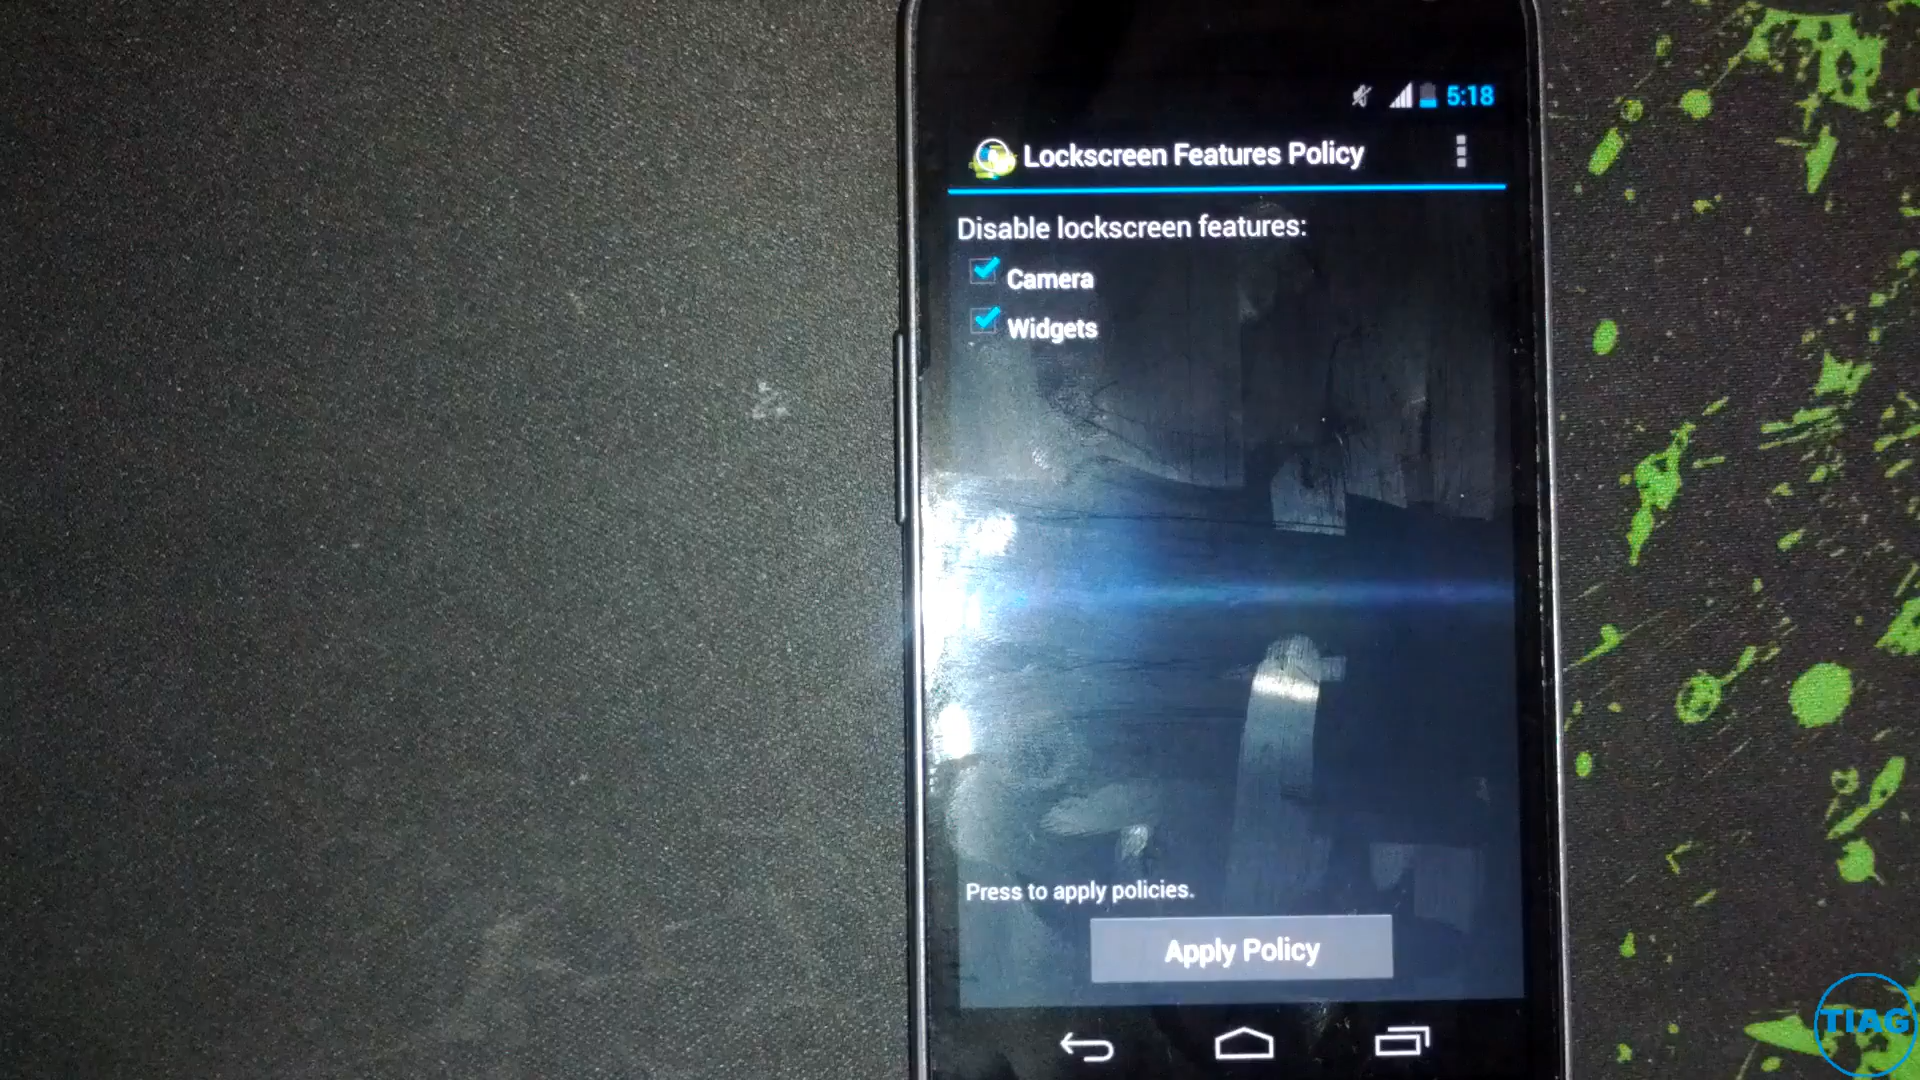 5:18
Lockscreen Features Policy
Disable lockscreen features:
Camera
Widgets
Press to apply policies.
Apply Policy
TIAG